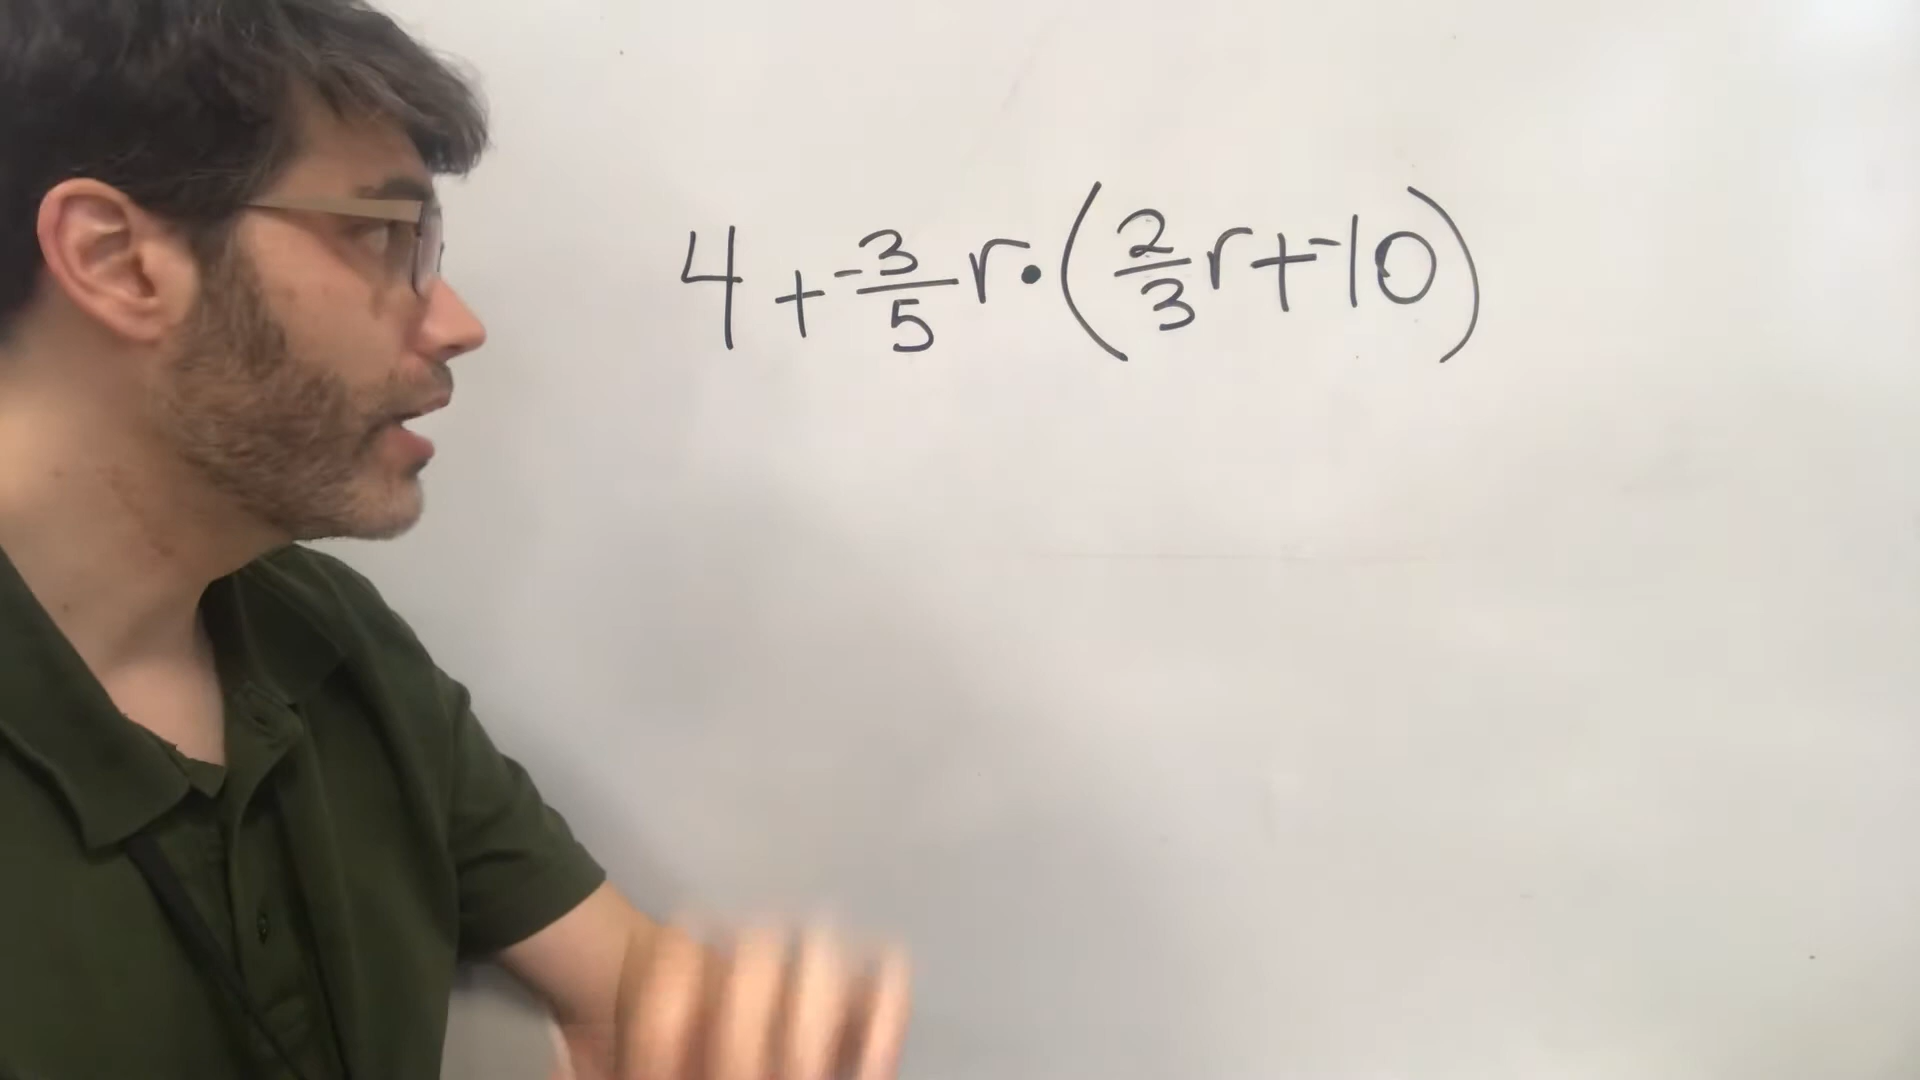 4 + -3/5 r · (2/3 r + -10)